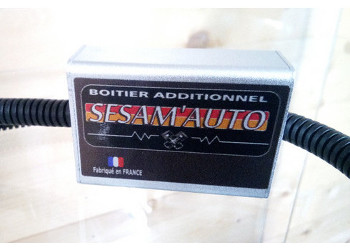 BOITIER ADDITIONNEL
SESAM'AUTO
Fabriqué en FRANCE